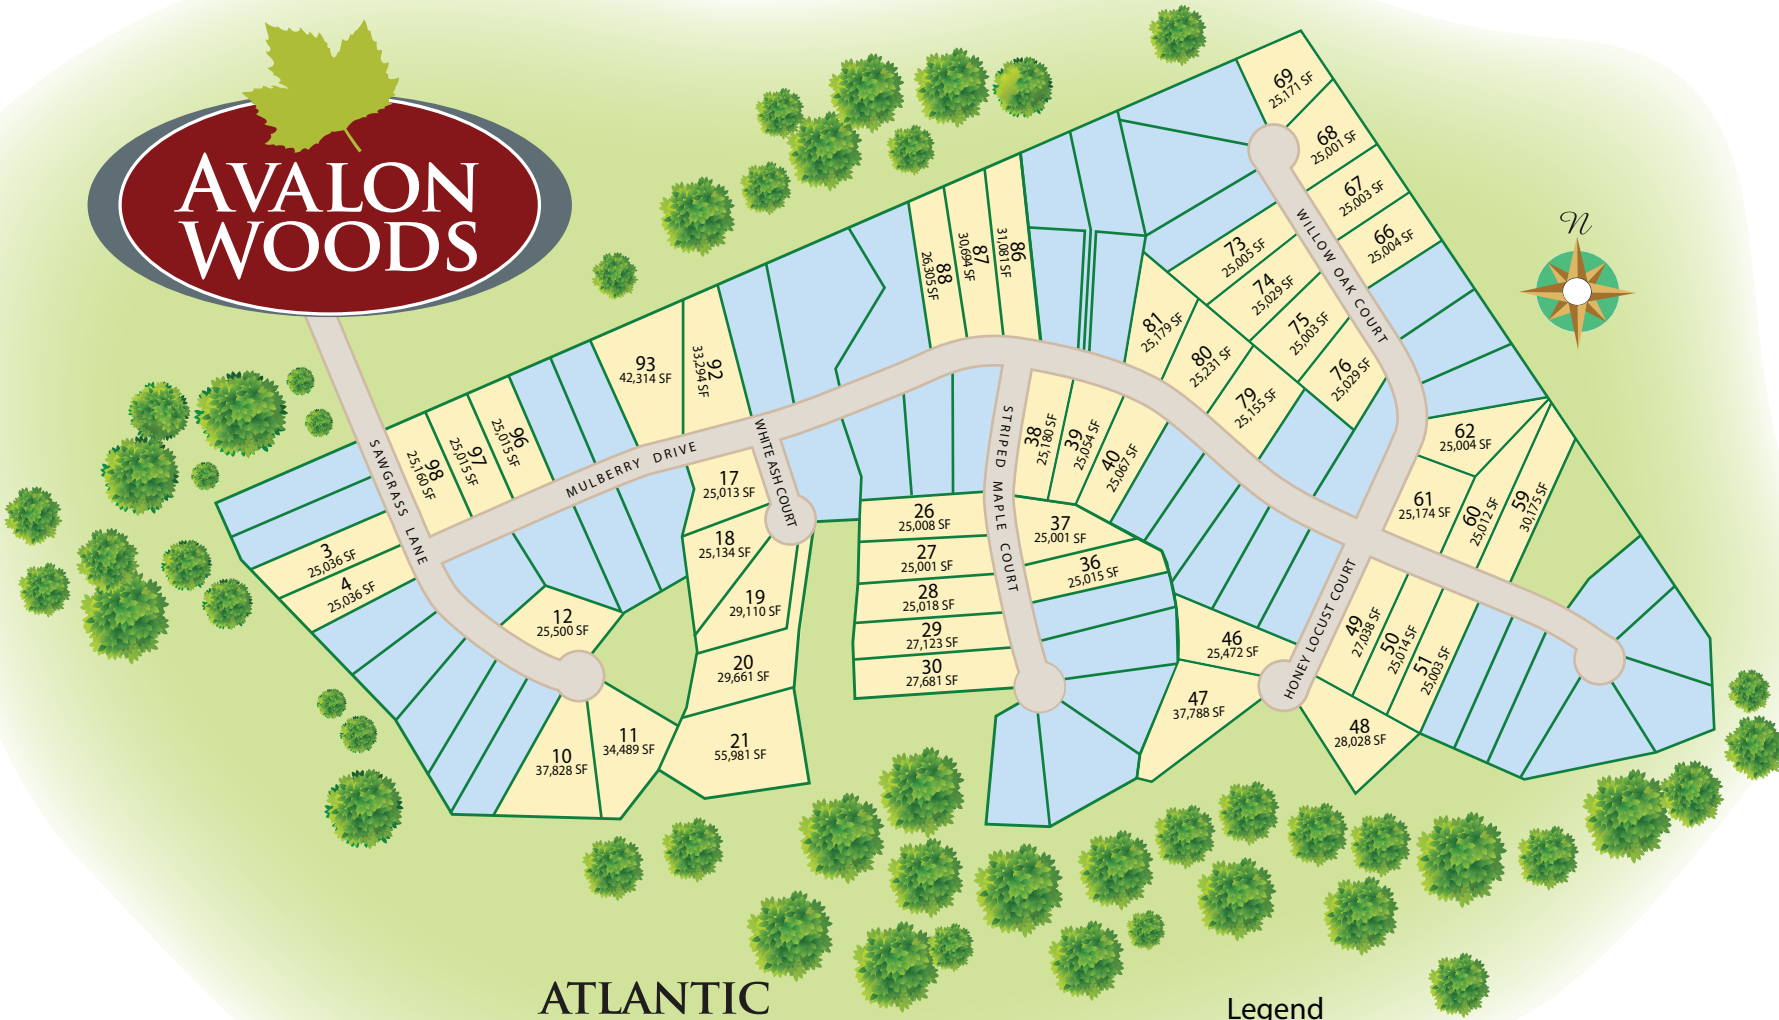 AVALON
WOODS
N
69
25,171 SF
68
25,001 SF
67
25,003 SF
66
25,004 SF
73
25,005 SF
74
25,029 SF
75
25,003 SF
76
25,029 SF
WILLOW OAK COURT
81
25,179 SF
80
25,231 SF
79
25,155 SF
86
31,081 SF
87
30,694 SF
88
26,305 SF
92
33,294 SF
93
42,314 SF
96
25,015 SF
97
25,015 SF
98
25,160 SF
SAWGRASS LANE
MULBERRY DRIVE
WHITE ASH COURT
STRIPED MAPLE COURT
HONEY LOCUST COURT
3
25,036 SF
4
25,036 SF
12
25,500 SF
10
37,828 SF
11
34,489 SF
17
25,013 SF
18
25,134 SF
19
29,110 SF
20
29,661 SF
21
55,981 SF
26
25,008 SF
27
25,001 SF
28
25,018 SF
29
27,123 SF
30
27,681 SF
38
25,180 SF
39
25,054 SF
40
25,067 SF
37
25,001 SF
36
25,015 SF
46
25,472 SF
47
37,788 SF
48
28,028 SF
49
27,038 SF
50
25,014 SF
51
25,003 SF
62
25,004 SF
61
25,174 SF
60
25,012 SF
59
30,175 SF
ATLANTIC
Legend